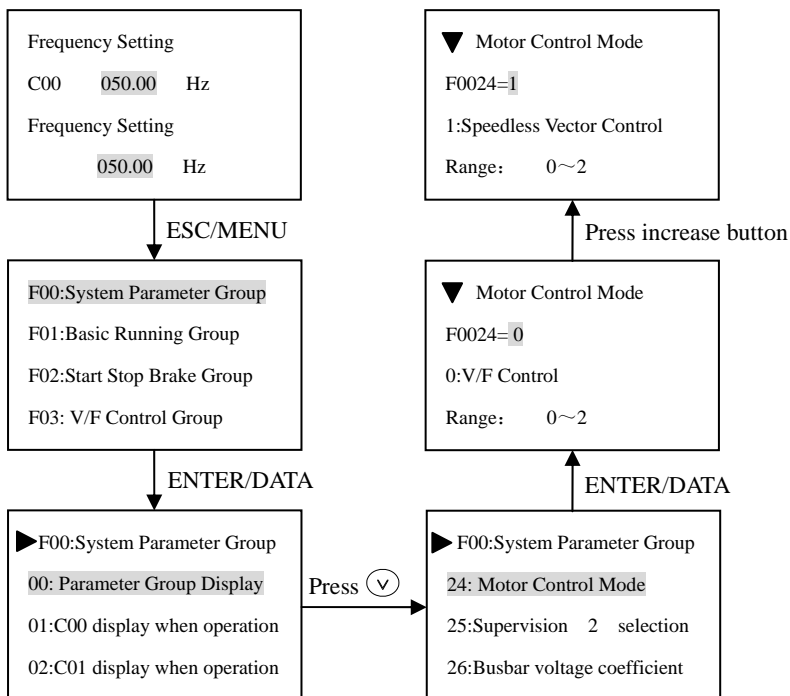 Frequency Setting
C00 050.00 Hz
Frequency Setting
050.00 Hz
ESC/MENU
F00:System Parameter Group
F01:Basic Running Group
F02:Start Stop Brake Group
F03: V/F Control Group
ENTER/DATA
▶F00:System Parameter Group
00: Parameter Group Display
01:C00 display when operation
02:C01 display when operation
Press ∨
▶F00:System Parameter Group
24: Motor Control Mode
25:Supervision 2 selection
26:Busbar voltage coefficient
ENTER/DATA
▼ Motor Control Mode
F0024= 0
0:V/F Control
Range: 0～2
Press increase button
▼ Motor Control Mode
F0024=1
1:Speedless Vector Control
Range: 0～2